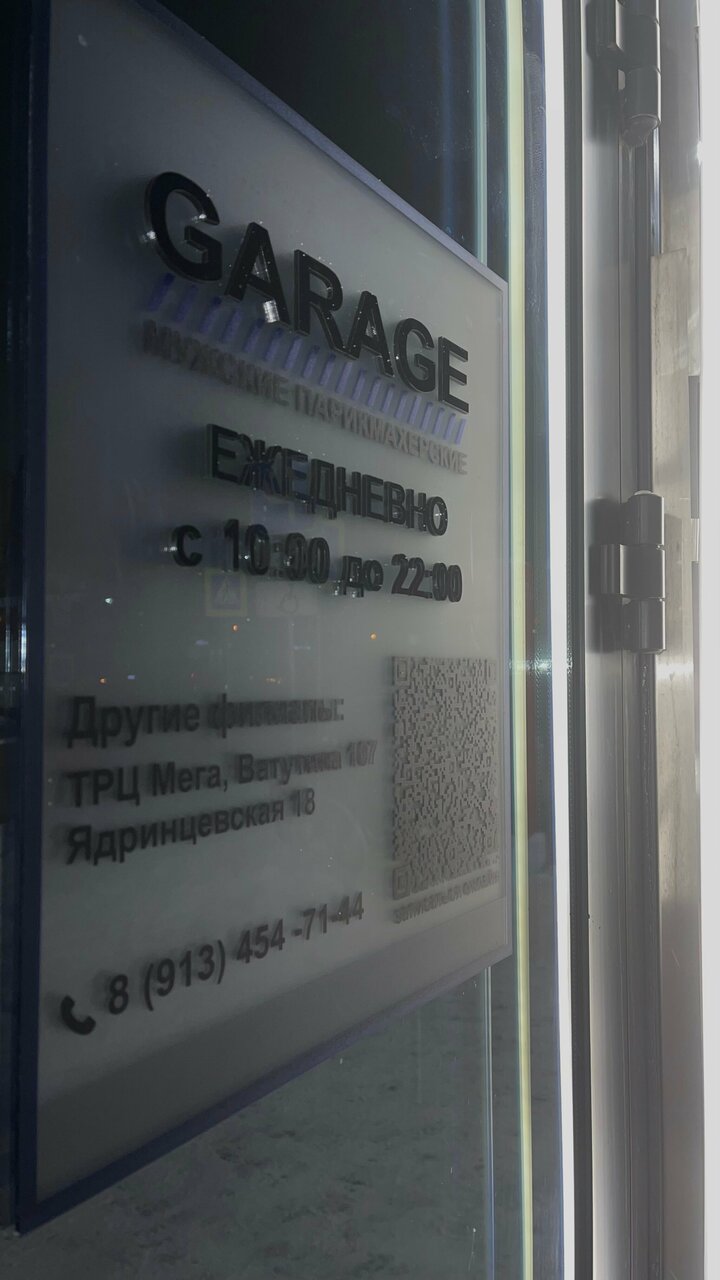 GARAGE
МУЖСКИЕ ПАРИКМАХЕРСКИЕ
ЕЖЕДНЕВНО
с 10:00 до 22:00
Другие филиалы:
ТРЦ Мега, Ватутина 107
Ядринцевская 18
8 (913) 454 -71-44